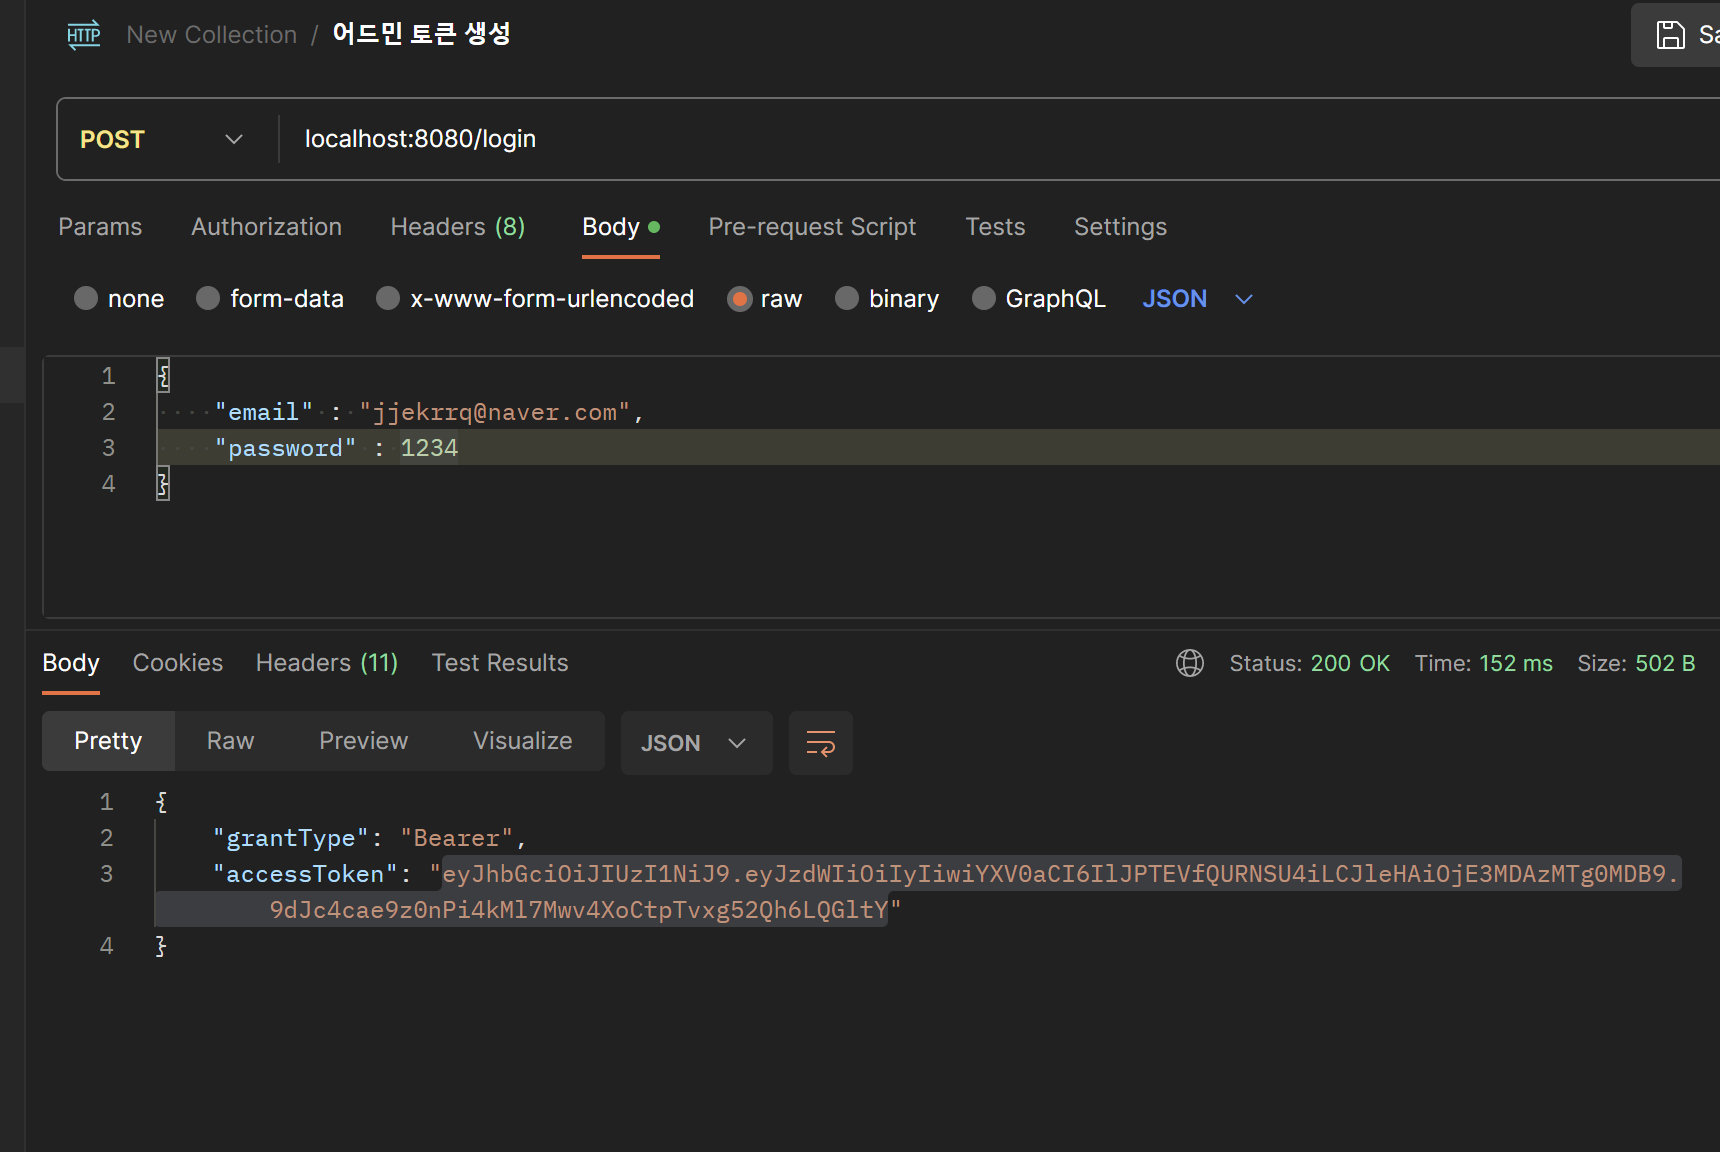 HTTP New Collection / 어드민 토큰 생성
Sa
POST localhost:8080/login
Params Authorization Headers (8) Body Pre-request Script Tests Settings
none form-data x-www-form-urlencoded raw binary GraphQL JSON
1 {
2 "email" : "jjekrrq@naver.com",
3 "password" : 1234
4 }
Body Cookies Headers (11) Test Results Status: 200 OK Time: 152 ms Size: 502 B
Pretty Raw Preview Visualize JSON
1 {
2 "grantType": "Bearer",
3 "accessToken": "eyJhbGciOiJIUzI1NiJ9.eyJzdWIiOiIyIiwiYXV0aCI6IlJPTEVfQURNSU4iLCJleHAiOjE3MDAzMTg0MDB9.
9dJc4cae9z0nPi4kMl7Mwv4XoCtpTvxg52Qh6LQGltY"
4 }